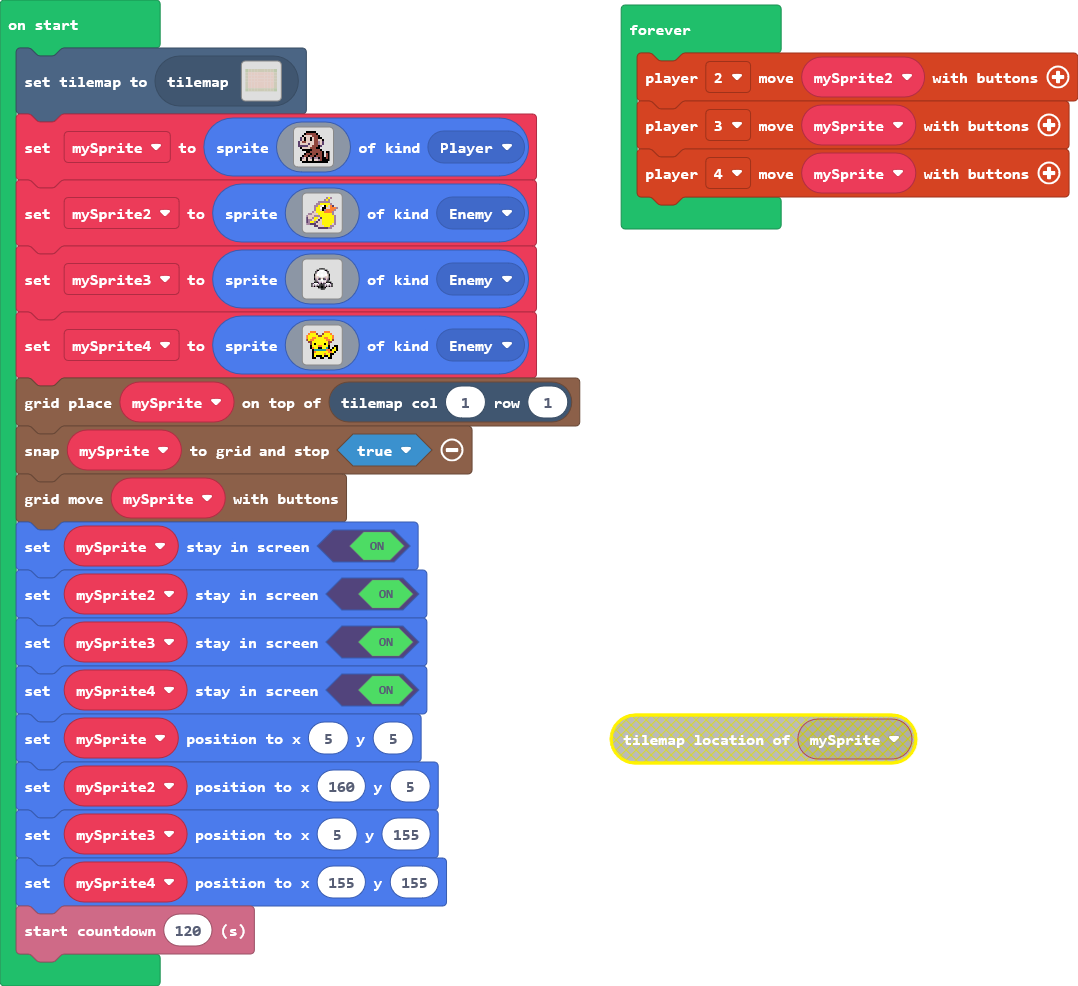 on start
set tilemap to tilemap
set mySprite to sprite of kind Player
set mySprite2 to sprite of kind Enemy
set mySprite3 to sprite of kind Enemy
set mySprite4 to sprite of kind Enemy
grid place mySprite on top of tilemap col 1 row 1
snap mySprite to grid and stop true
grid move mySprite with buttons
set mySprite stay in screen ON
set mySprite2 stay in screen ON
set mySprite3 stay in screen ON
set mySprite4 stay in screen ON
set mySprite position to x 5 y 5
set mySprite2 position to x 160 y 5
set mySprite3 position to x 5 y 155
set mySprite4 position to x 155 y 155
start countdown 120 (s)
forever
player 2 move mySprite2 with buttons
player 3 move mySprite with buttons
player 4 move mySprite with buttons
tilemap location of mySprite